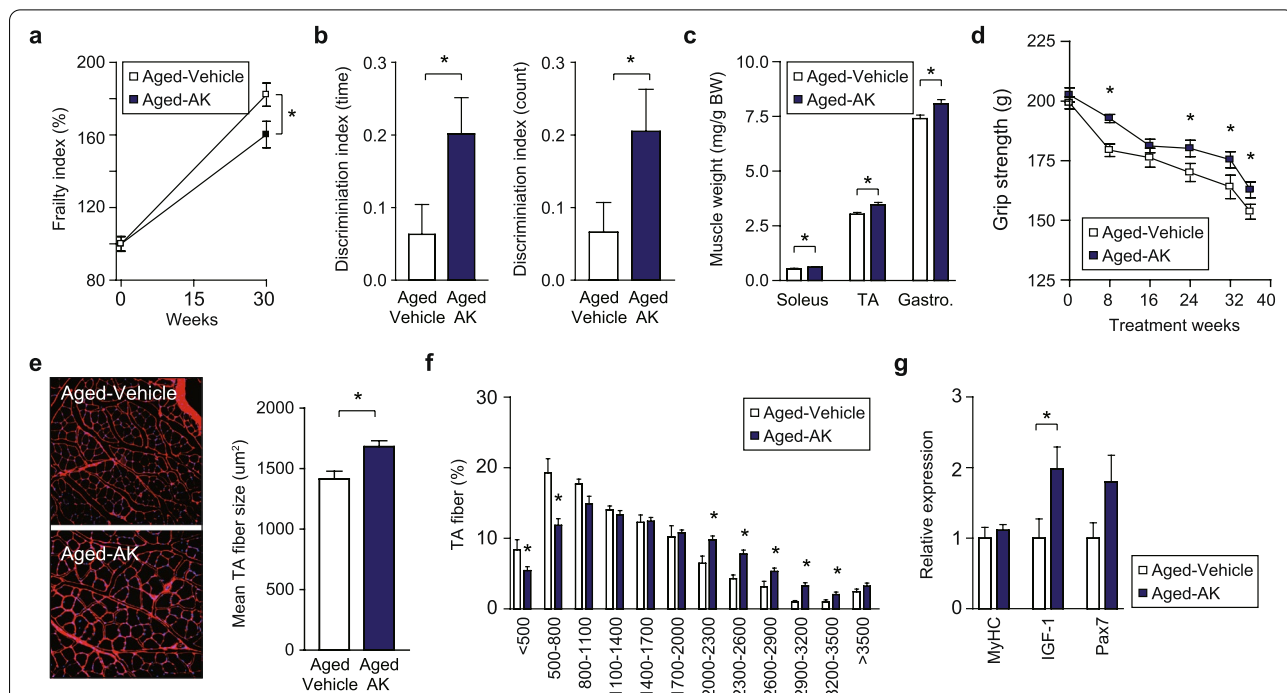 a
Frailty index (%)
200
160
120
80
0
15
30
Weeks
Aged-Vehicle
Aged-AK
*
b
Discriminiation index (time)
0.3
0.2
0.1
0.0
*
Aged
Vehicle
Aged
AK
Discriminiation index (count)
0.3
0.2
0.1
0.0
*
Aged
Vehicle
Aged
AK
c
Muscle weight (mg/g BW)
10.0
7.5
5.0
2.5
0.0
Aged-Vehicle
Aged-AK
*
*
*
Soleus
TA
Gastro.
d
Grip strength (g)
225
200
175
150
125
*
*
*
*
Aged-Vehicle
Aged-AK
0
8
16
24
32
40
Treatment weeks
e
Aged-Vehicle
Aged-AK
Mean TA fiber size (um²)
2000
1500
1000
500
0
*
Aged
Vehicle
Aged
AK
f
TA fiber (%)
30
20
10
0
Aged-Vehicle
Aged-AK
*
*
*
*
*
*
*
<500
500-800
800-1100
1100-1400
1400-1700
1700-2000
2000-2300
2300-2600
2600-2900
2900-3200
3200-3500
>3500
g
Relative expression
3
2
1
0
*
MyHC
IGF-1
Pax7
Aged-Vehicle
Aged-AK